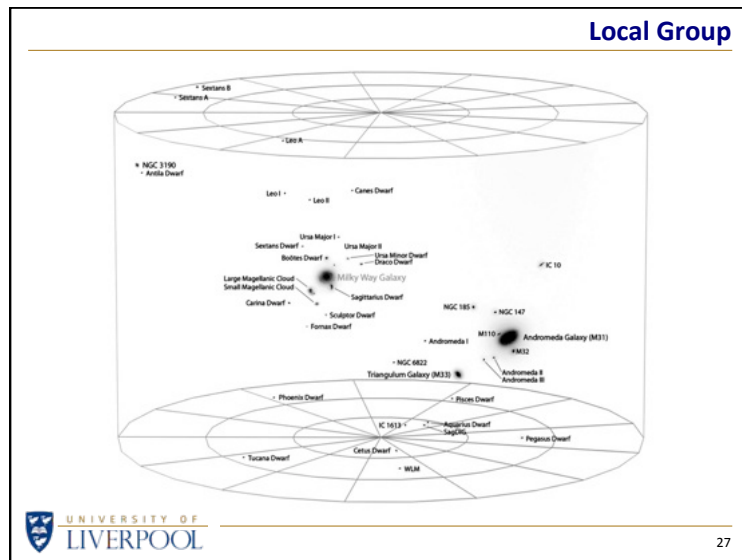 Local Group
Sextans B
Sextans A
Leo A
NGC 3190
Antila Dwarf
Leo I
Leo II
Canes Dwarf
Ursa Major I
Ursa Major II
Sextans Dwarf
Boötes Dwarf
Ursa Minor Dwarf
Draco Dwarf
IC 10
Milky Way Galaxy
Large Magellanic Cloud
Small Magellanic Cloud
Sagittarius Dwarf
Carina Dwarf
Sculptor Dwarf
Fornax Dwarf
NGC 185
NGC 147
M110
Andromeda Galaxy (M31)
Andromeda I
M32
NGC 6822
Andromeda II
Andromeda III
Triangulum Galaxy (M33)
Phoenix Dwarf
Pisces Dwarf
IC 1613
Aquarius Dwarf
SagDIG
Pegasus Dwarf
Cetus Dwarf
Tucana Dwarf
WLM
UNIVERSITY OF
LIVERPOOL
27